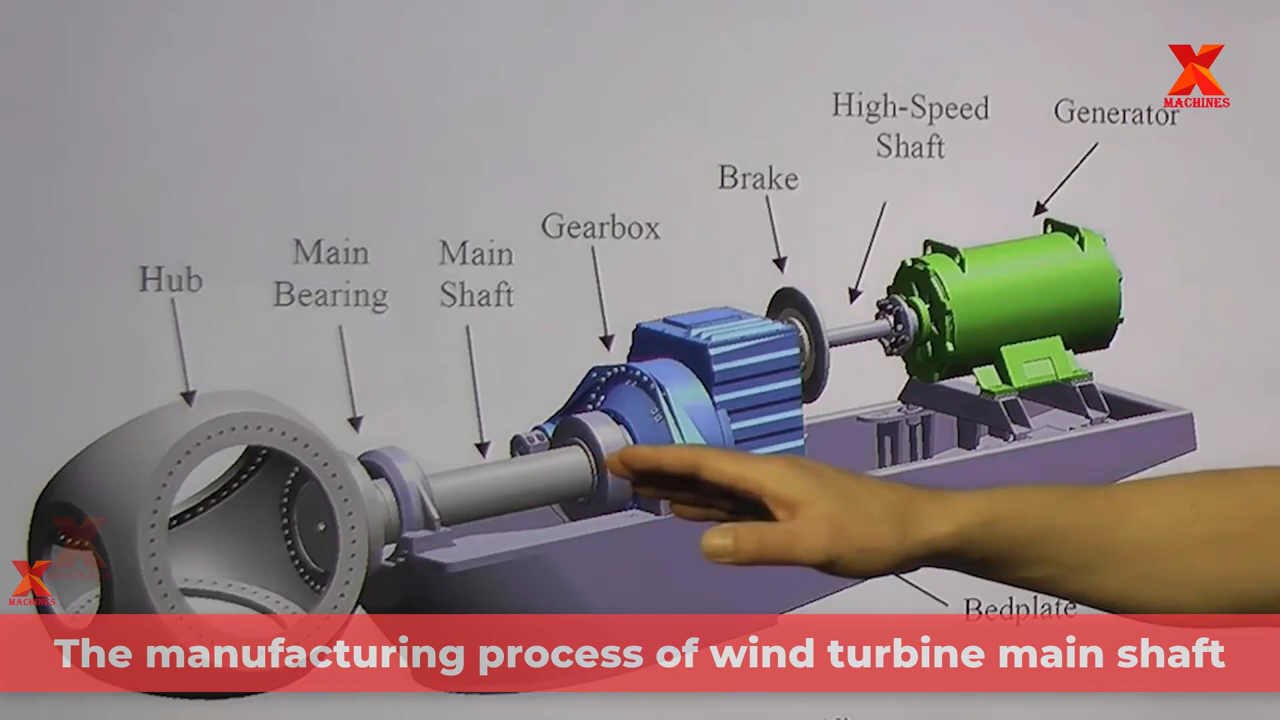 MACHINES
High-Speed
Shaft
Generator
Brake
Gearbox
Main
Bearing
Main
Shaft
Hub
MACHINES
Bedplate
The manufacturing process of wind turbine main shaft